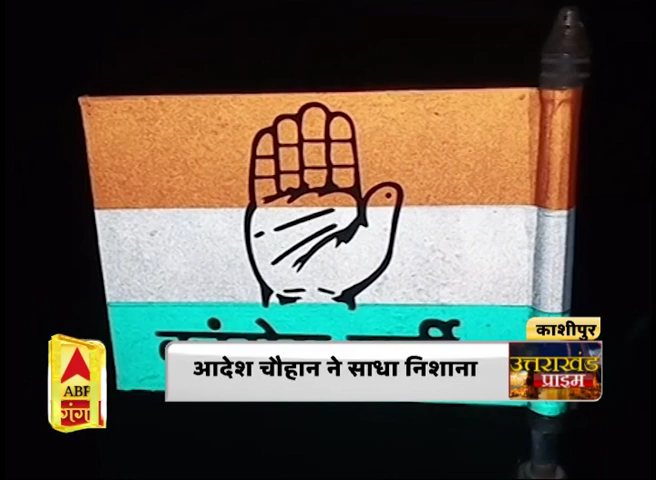 काशीपुर
आदेश चौहान ने साधा निशाना
उत्तराखंड
प्राइम
ABP
गंगा